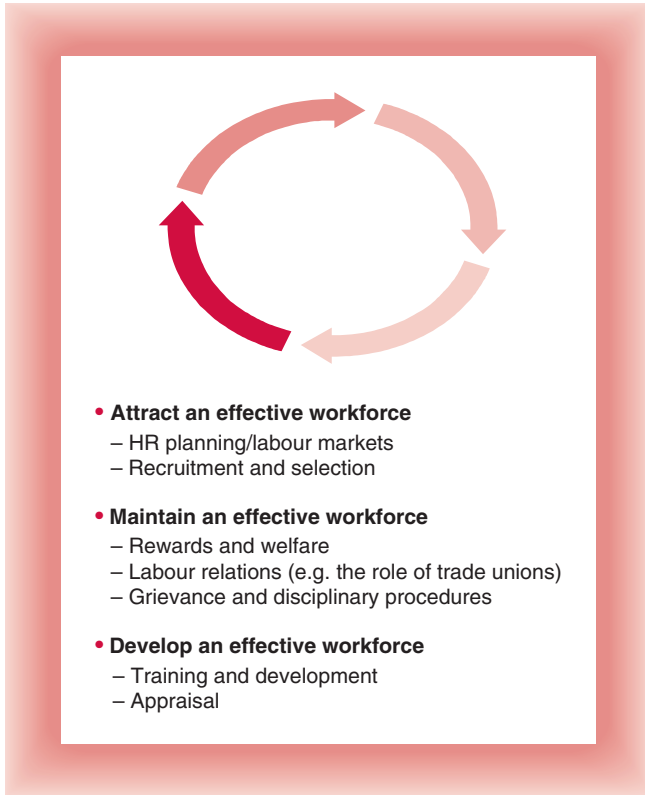 • Attract an effective workforce
– HR planning/labour markets
– Recruitment and selection
• Maintain an effective workforce
– Rewards and welfare
– Labour relations (e.g. the role of trade unions)
– Grievance and disciplinary procedures
• Develop an effective workforce
– Training and development
– Appraisal